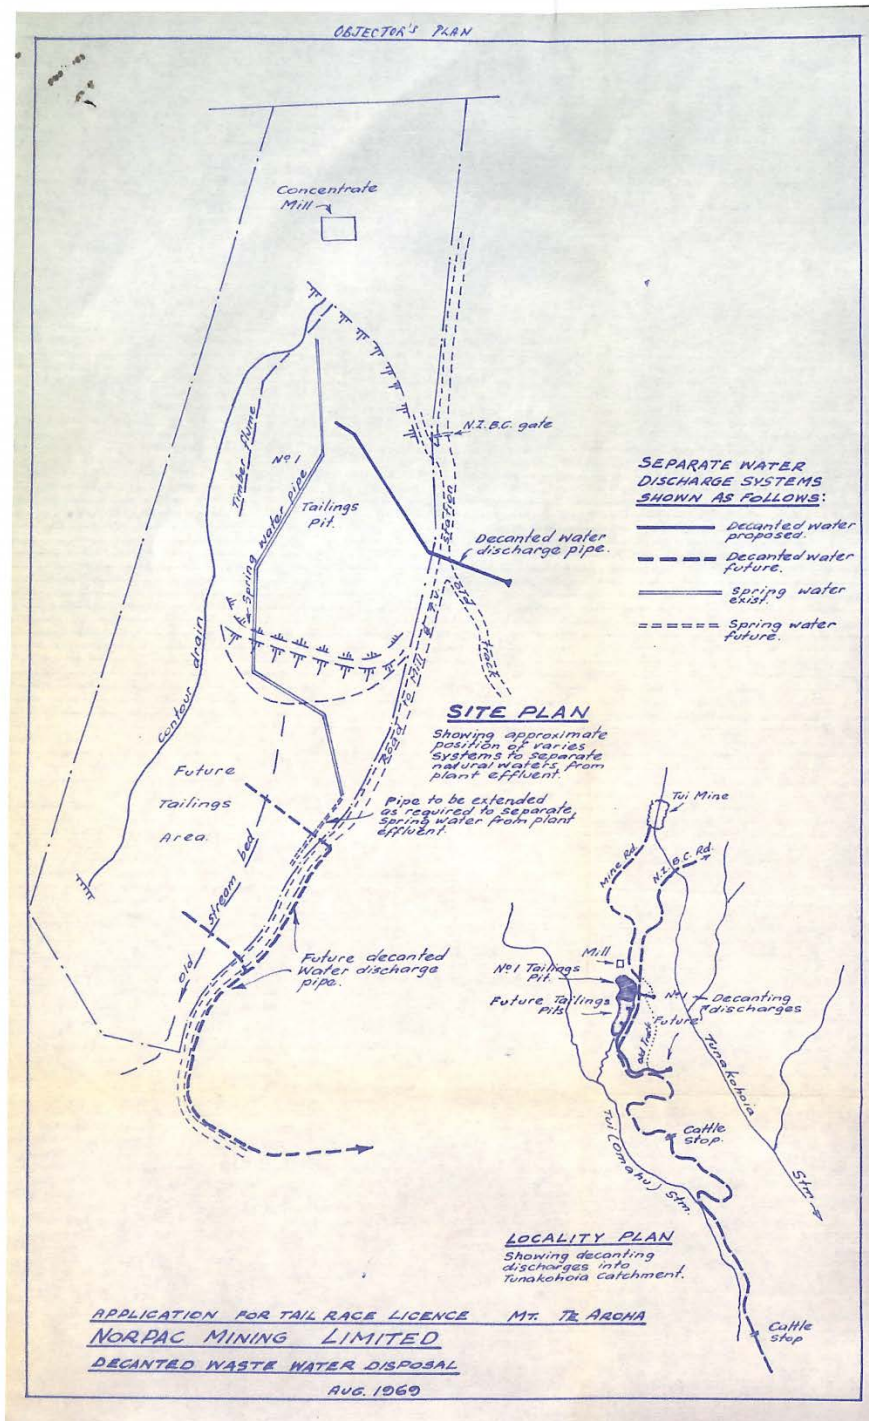 OBJECTOR'S PLAN
Concentrate
Mill
N.Z.B.C. gate
Timber flume
Nº 1
Tailings
Pit.
Spring water pipe
Decanted Water
discharge pipe.
Road to Mill & T.V. Station
Old track
Contour drain
SEPARATE WATER
DISCHARGE SYSTEMS
SHOWN AS FOLLOWS:
Decanted water
proposed.
Decanted water
future.
Spring water
exist.
Spring water
future.
SITE PLAN
Showing approximate
position of varies
Systems to separate
natural waters from
plant effluent.
Future
Tailings
Area.
Pipe to be extended
as required to separate
Spring water from plant
effluent.
Old stream bed
Future decanted
Water discharge
pipe.
Tui Mine
Mine Rd.
N.Z.B.C. Rd.
Mill
Nº1 Tailings
Pit.
Future Tailings
Pits
Nº1
Decanting
discharges
Future
Old Track
Tunakohoia
Stm.
Cattle
Stop.
Tui (Omahu) Stm.
LOCALITY PLAN
Showing decanting
discharges into
Tunakohoia Catchment.
Cattle
stop
APPLICATION FOR TAIL RACE LICENCE MT. TE AROHA
NORPAC MINING LIMITED
DECANTED WASTE WATER DISPOSAL
AUG. 1969